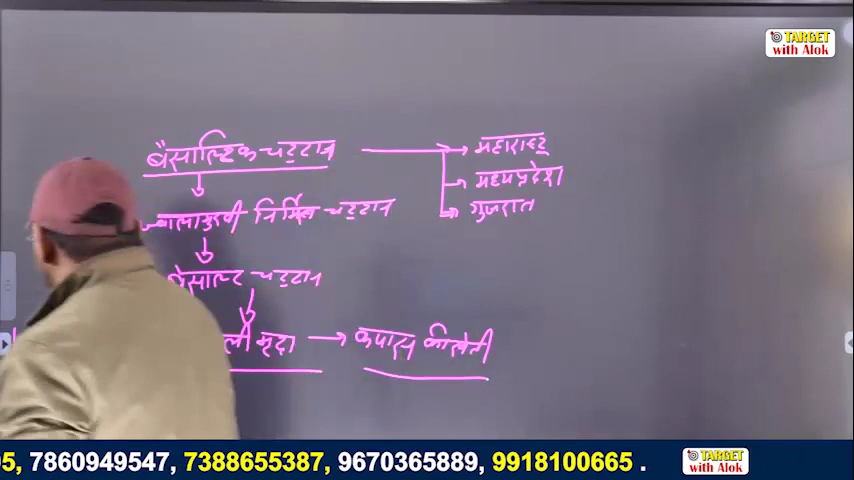 TARGET
with Alok
बैसाल्टिक चट्टान → महाराष्ट्र
→ मध्यप्रदेश
→ गुजरात
ज्वालामुखी निर्मित चट्टान
बैसाल्ट चट्टान
ली मृदा → कपास की खेती
5, 7860949547, 7388655387, 9670365889, 9918100665 .
TARGET
with Alok